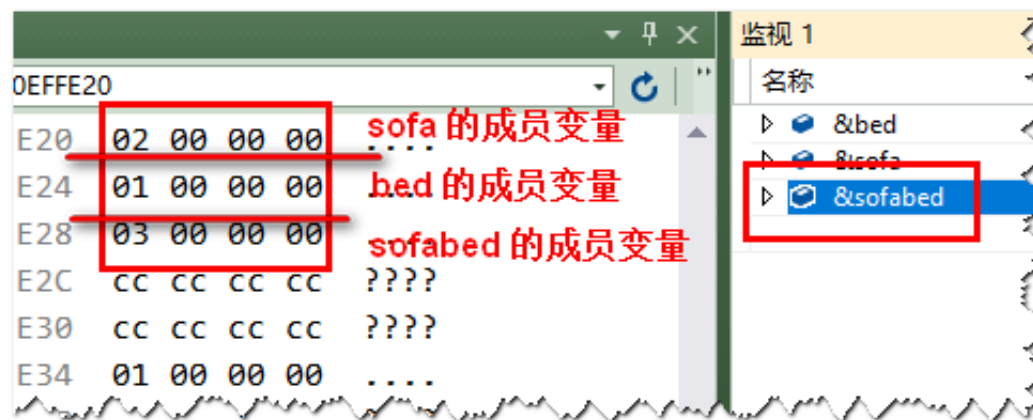 监视 1
0EFFE20
名称
E20 02 00 00 00 .... sofa 的成员变量
E24 01 00 00 00 .... bed 的成员变量
E28 03 00 00 00 sofabed 的成员变量
E2C cc cc cc cc ????
E30 cc cc cc cc ????
E34 01 00 00 00 ....
&bed
&sofa
&sofabed